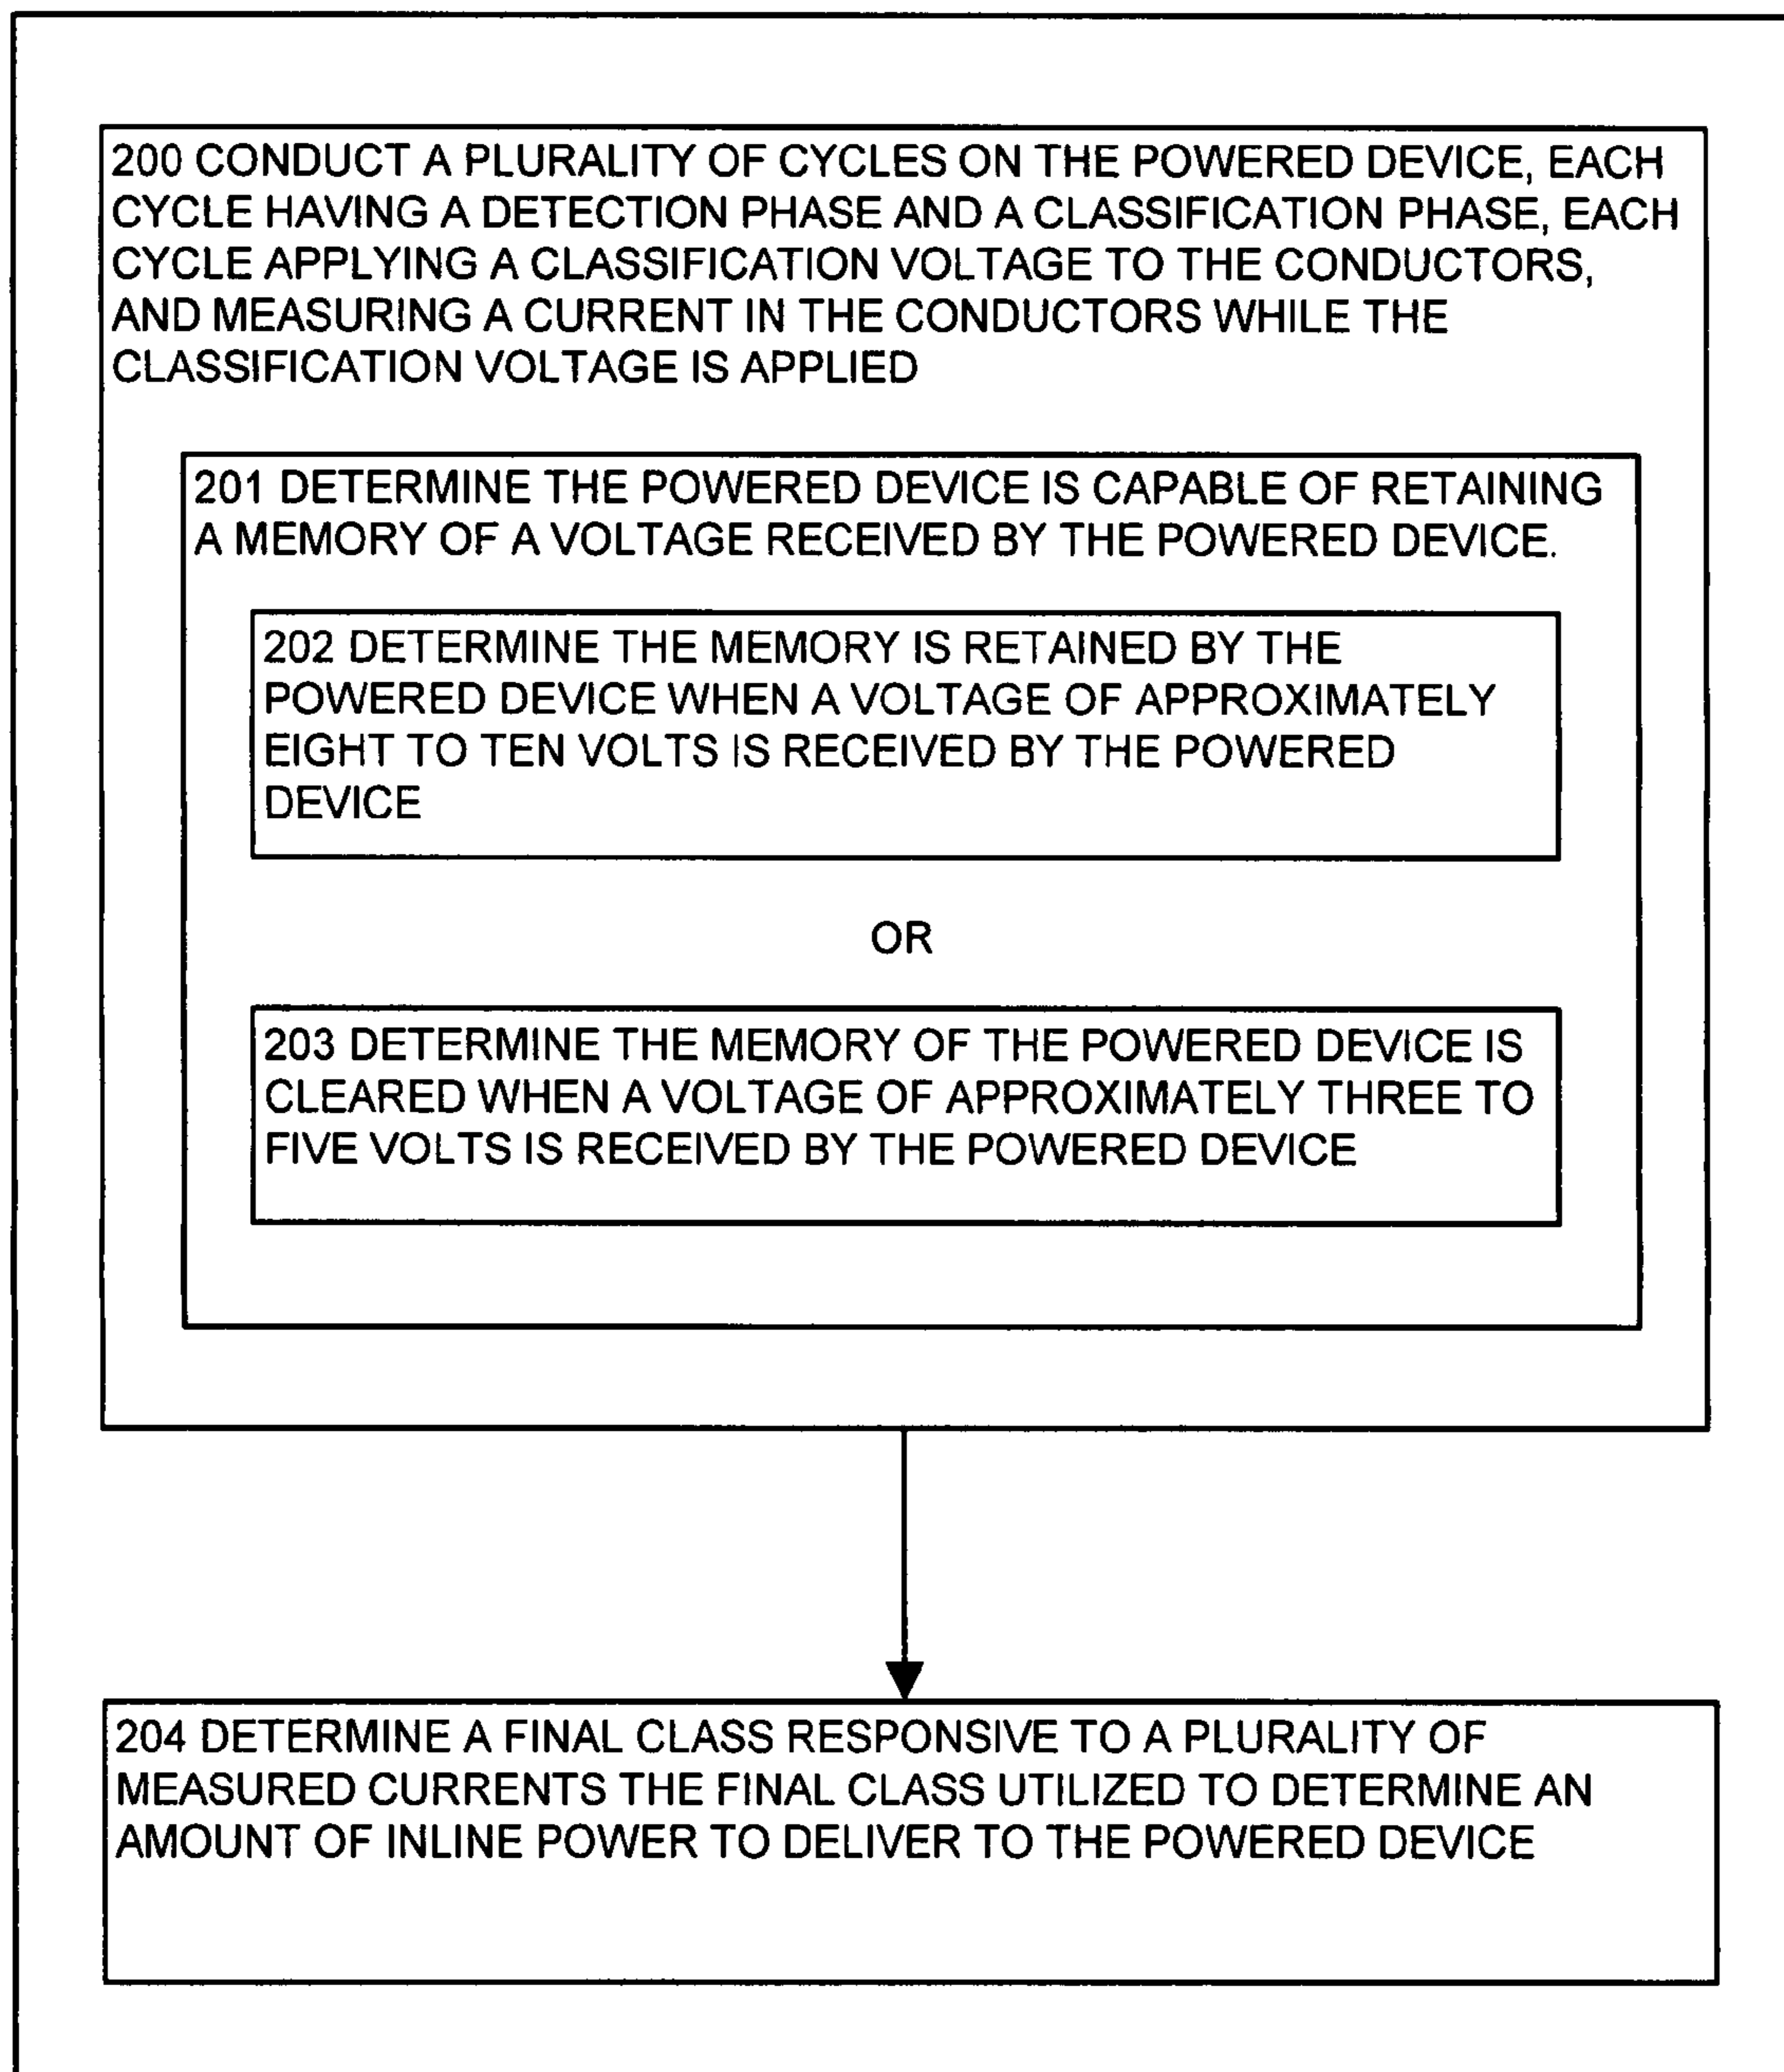 200 CONDUCT A PLURALITY OF CYCLES ON THE POWERED DEVICE, EACH
CYCLE HAVING A DETECTION PHASE AND A CLASSIFICATION PHASE, EACH
CYCLE APPLYING A CLASSIFICATION VOLTAGE TO THE CONDUCTORS,
AND MEASURING A CURRENT IN THE CONDUCTORS WHILE THE
CLASSIFICATION VOLTAGE IS APPLIED
201 DETERMINE THE POWERED DEVICE IS CAPABLE OF RETAINING
A MEMORY OF A VOLTAGE RECEIVED BY THE POWERED DEVICE.
202 DETERMINE THE MEMORY IS RETAINED BY THE
POWERED DEVICE WHEN A VOLTAGE OF APPROXIMATELY
EIGHT TO TEN VOLTS IS RECEIVED BY THE POWERED
DEVICE
OR
203 DETERMINE THE MEMORY OF THE POWERED DEVICE IS
CLEARED WHEN A VOLTAGE OF APPROXIMATELY THREE TO
FIVE VOLTS IS RECEIVED BY THE POWERED DEVICE
204 DETERMINE A FINAL CLASS RESPONSIVE TO A PLURALITY OF
MEASURED CURRENTS THE FINAL CLASS UTILIZED TO DETERMINE AN
AMOUNT OF INLINE POWER TO DELIVER TO THE POWERED DEVICE